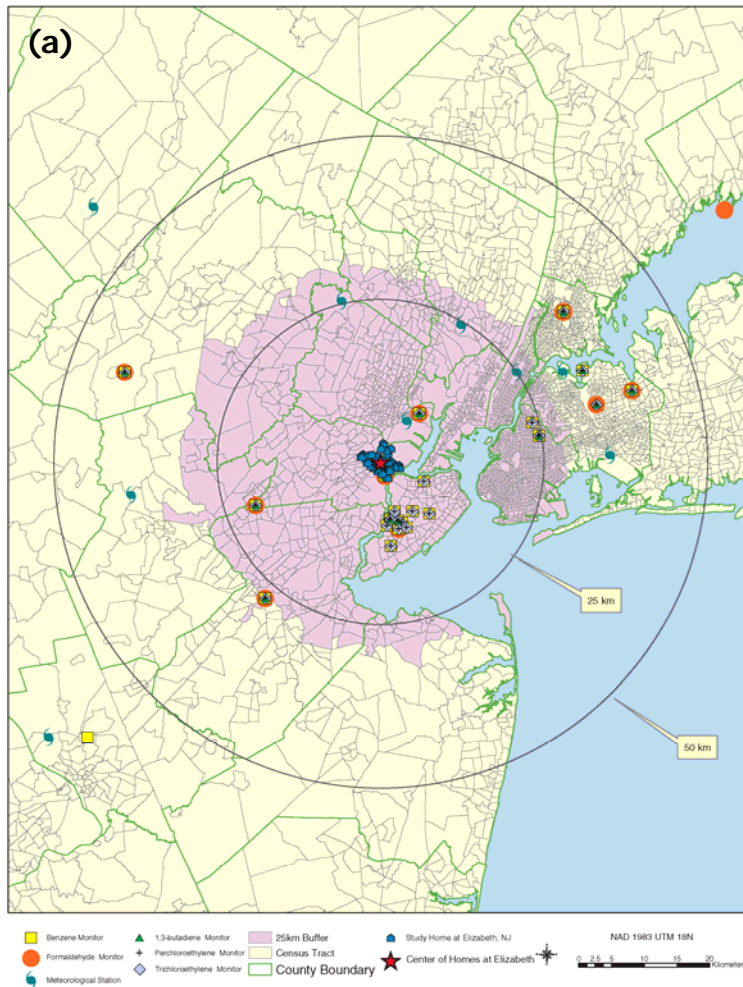 (a)
25 km
50 km
Benzene Monitor
Formaldehyde Monitor
Meteorological Station
1,3-butadiene Monitor
Perchloroethylene Monitor
Trichloroethylene Monitor
25km Buffer
Census Tract
County Boundary
Study Home at Elizabeth, NJ
Center of Homes at Elizabeth
NAD 1983 UTM 18N
0 2.5 5 10 15 20
Kilometer